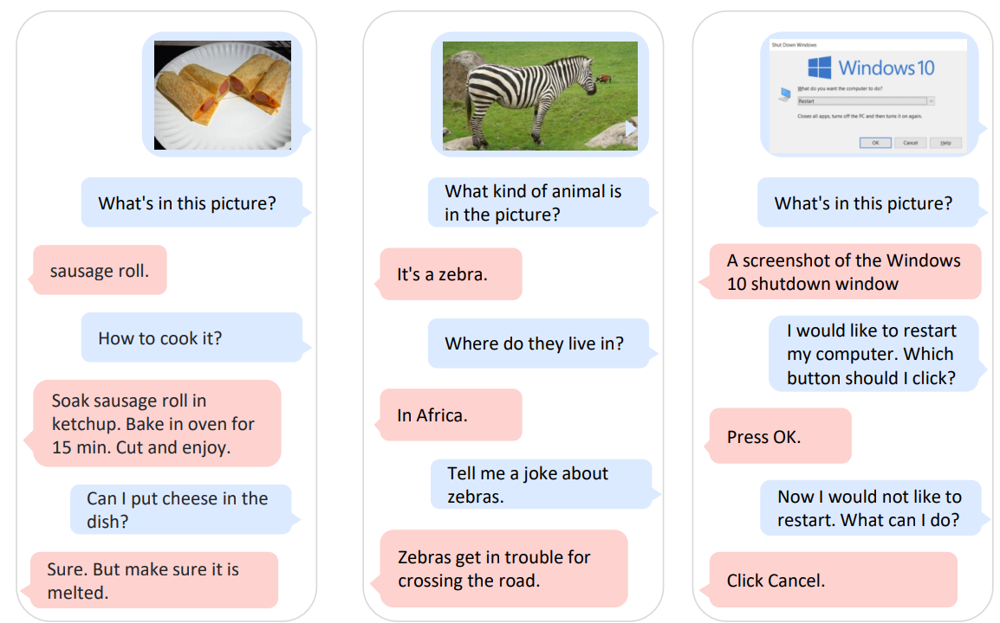 What's in this picture?
sausage roll.
How to cook it?
Soak sausage roll in
ketchup. Bake in oven for
15 min. Cut and enjoy.
Can I put cheese in the
dish?
Sure. But make sure it is
melted.
What kind of animal is
in the picture?
It's a zebra.
Where do they live in?
In Africa.
Tell me a joke about
zebras.
Zebras get in trouble for
crossing the road.
Shut Down Windows
Windows 10
What do you want the computer to do?
Restart
Closes all apps, turns off the PC and then turns it on again.
OK Cancel Help
What's in this picture?
A screenshot of the Windows
10 shutdown window
I would like to restart
my computer. Which
button should I click?
Press OK.
Now I would not like to
restart. What can I do?
Click Cancel.